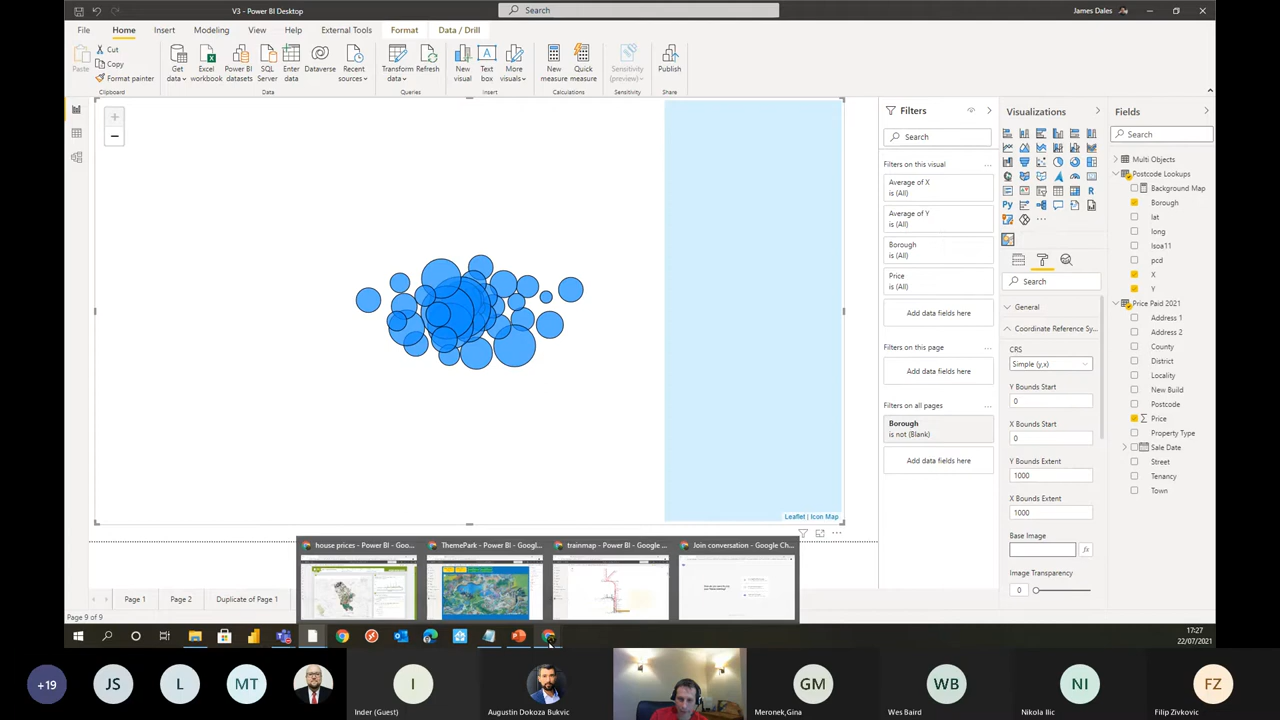 V3 - Power BI Desktop
Search
James Dales
File
Home
Insert
Modeling
View
Help
External Tools
Format
Data / Drill
Paste
Cut
Copy
Format painter
Clipboard
Get data
Excel workbook
Power BI datasets
SQL Server
Enter data
Dataverse
Recent sources
Data
Transform data
Refresh
Queries
New visual
Text box
More visuals
Insert
New measure
Quick measure
Calculations
Sensitivity (preview)
Sensitivity
Publish
Share
+
−
Leaflet | Icon Map
Filters
Search
Filters on this visual
...
Average of X
is (All)
Average of Y
is (All)
Borough
is (All)
Price
is (All)
Add data fields here
Filters on this page
...
Add data fields here
Filters on all pages
...
Borough
is not (Blank)
Add data fields here
Visualizations
R
Py
...
Search
General
Coordinate Reference Sy...
CRS
Simple (y,x)
Y Bounds Start
0
X Bounds Start
0
Y Bounds Extent
1000
X Bounds Extent
1000
Base Image
fx
Image Transparency
0
Fields
Search
Multi Objects
Postcode Lookups
Background Map
Borough
lat
long
lsoa11
pcd
X
Y
Price Paid 2021
Address 1
Address 2
County
District
Locality
New Build
Postcode
Σ Price
Property Type
Sale Date
Street
Tenancy
Town
house prices - Power BI - Goo...
ThemePark - Power BI - Googl...
trainmap - Power BI - Google ...
Join conversation - Google Ch...
Page 1
Page 2
Duplicate of Page 1
Page 9 of 9
17:27
22/07/2021
+19
JS
L
MT
I
Inder (Guest)
Augustin Dokoza Bukvic
GM
Meronek,Gina
WB
Wes Baird
NI
Nikola Ilic
FZ
Filip Zivkovic